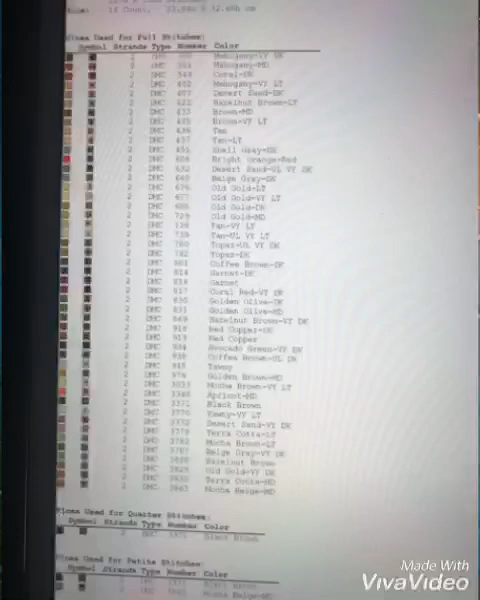 Used for Full Stitches:
Symbol Strands Type Number Color
2 DMC 300 Mahogany-VY DK
2 DMC 301 Mahogany-MD
2 DMC 349 Coral-DK
2 DMC 402 Mahogany-VY LT
2 DMC 407 Desert Sand-DK
2 DMC 422 Hazelnut Brown-LT
2 DMC 433 Brown-MD
2 DMC 435 Brown-VY LT
2 DMC 436 Tan
2 DMC 437 Tan-LT
2 DMC Shell Gray-DK
2 DMC 606 Bright Orange-Red
2 DMC 632 Desert Sand-UL VY DK
2 DMC 640 Beige Gray-DK
2 DMC 676 Old Gold-LT
2 DMC 677 Old Gold-VY LT
2 DMC 680 Old Gold-DK
2 DMC 729 Old Gold-MD
2 DMC 738 Tan-VY LT
2 DMC 739 Tan-UL VY LT
2 DMC 780 Topaz-UL VY DK
2 DMC 782 Topaz-DK
2 DMC 801 Coffee Brown-DK
2 DMC 814 Garnet-DK
2 DMC Garnet
2 DMC 817 Coral Red-VY DK
2 DMC 830 Golden Olive-DK
2 DMC 831 Golden Olive-MD
2 DMC 869 Hazelnut Brown-VY DK
2 DMC 918 Red Copper-DK
2 DMC 919 Red Copper
2 DMC 934 Avocado Green-VY DK
2 DMC 938 Coffee Brown-UL DK
2 DMC 945 Tawny
2 DMC Golden Brown-MD
2 DMC 3033 Mocha Brown-VY LT
2 DMC 3340 Apricot-MD
2 DMC 3371 Black Brown
2 DMC 3770 Tawny-VY LT
2 DMC 3772 Desert Sand-VY DK
2 DMC 3778 Terra Cotta-LT
2 DMC 3782 Mocha Brown-LT
2 DMC 3787 Beige Gray-VY DK
2 DMC 3828 Hazelnut Brown
2 DMC 3829 Old Gold-VY DK
2 DMC 3830 Terra Cotta-MD
2 DMC 3863 Mocha Beige-MD
Used for Quarter Stitches:
Symbol Strands Type Number Color
2 DMC 3371 Black Brown
Used for Petite Stitches:
Symbol Strands Type Number Color
Mocha Beige-MD
Made With
VivaVideo